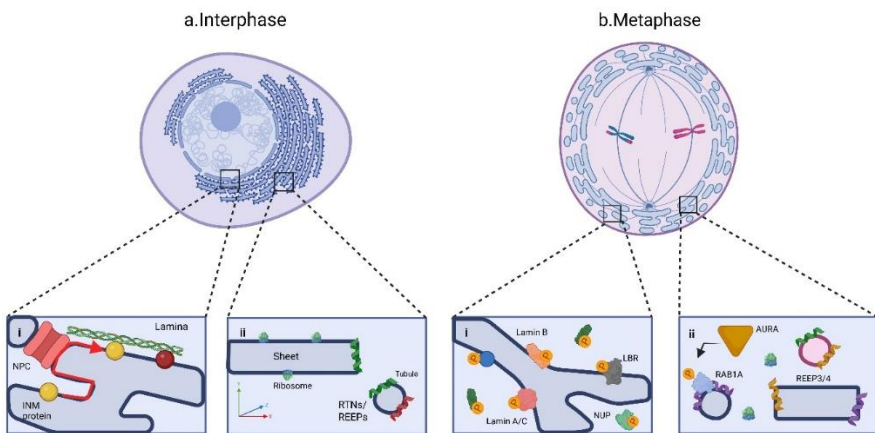 a.Interphase
b.Metaphase
i
Lamina
NPC
INM
protein
ii
Sheet
Ribosome
Y
Z
X
Tubule
RTNs/
REEPs
i
Lamin B
P
P
P
LBR
P
Lamin A/C
P
NUP
P
ii
AURA
P
RAB1A
REEP3/4